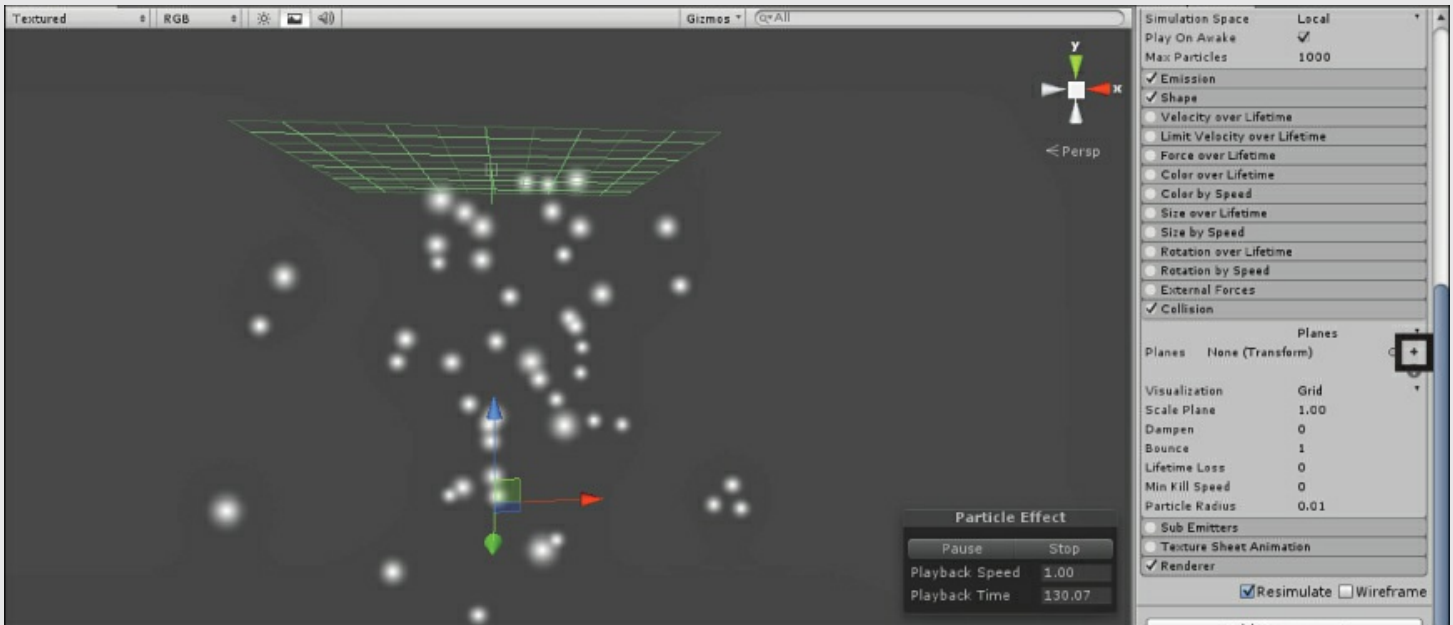 Textured RGB Gizmos All
y
x
Persp
Particle Effect
Pause Stop
Playback Speed 1.00
Playback Time 130.07
Simulation Space Local
Play On Awake
Max Particles 1000
Emission
Shape
Velocity over Lifetime
Limit Velocity over Lifetime
Force over Lifetime
Color over Lifetime
Color by Speed
Size over Lifetime
Size by Speed
Rotation over Lifetime
Rotation by Speed
External Forces
Collision
Planes
Planes None (Transform)
Visualization Grid
Scale Plane 1.00
Dampen 0
Bounce 1
Lifetime Loss 0
Min Kill Speed 0
Particle Radius 0.01
Sub Emitters
Texture Sheet Animation
Renderer
Resimulate Wireframe